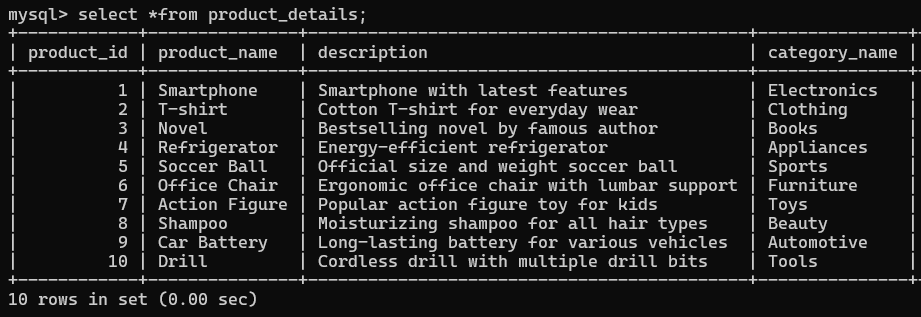 mysql> select *from product_details;
+------------+---------------+------------------------------------------+---------------+
| product_id | product_name  | description                              | category_name |
+------------+---------------+------------------------------------------+---------------+
|          1 | Smartphone    | Smartphone with latest features          | Electronics   |
|          2 | T-shirt       | Cotton T-shirt for everyday wear         | Clothing      |
|          3 | Novel         | Bestselling novel by famous author       | Books         |
|          4 | Refrigerator  | Energy-efficient refrigerator            | Appliances    |
|          5 | Soccer Ball   | Official size and weight soccer ball     | Sports        |
|          6 | Office Chair  | Ergonomic office chair with lumbar support | Furniture     |
|          7 | Action Figure | Popular action figure toy for kids       | Toys          |
|          8 | Shampoo       | Moisturizing shampoo for all hair types  | Beauty        |
|          9 | Car Battery   | Long-lasting battery for various vehicles | Automotive    |
|         10 | Drill         | Cordless drill with multiple drill bits  | Tools         |
+------------+---------------+------------------------------------------+---------------+
10 rows in set (0.00 sec)